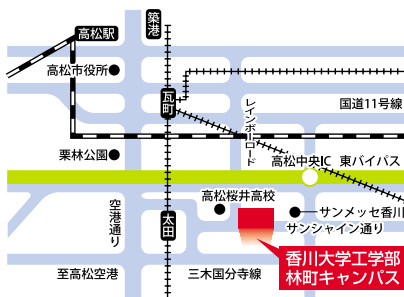 築港
高松駅
高松市役所
瓦町
国道11号線
レインボーロード
栗林公園
高松中央IC 東バイパス
高松桜井高校
空港通り
太田
サンメッセ香川
サンシャイン通り
香川大学工学部
林町キャンパス
至高松空港
三木国分寺線